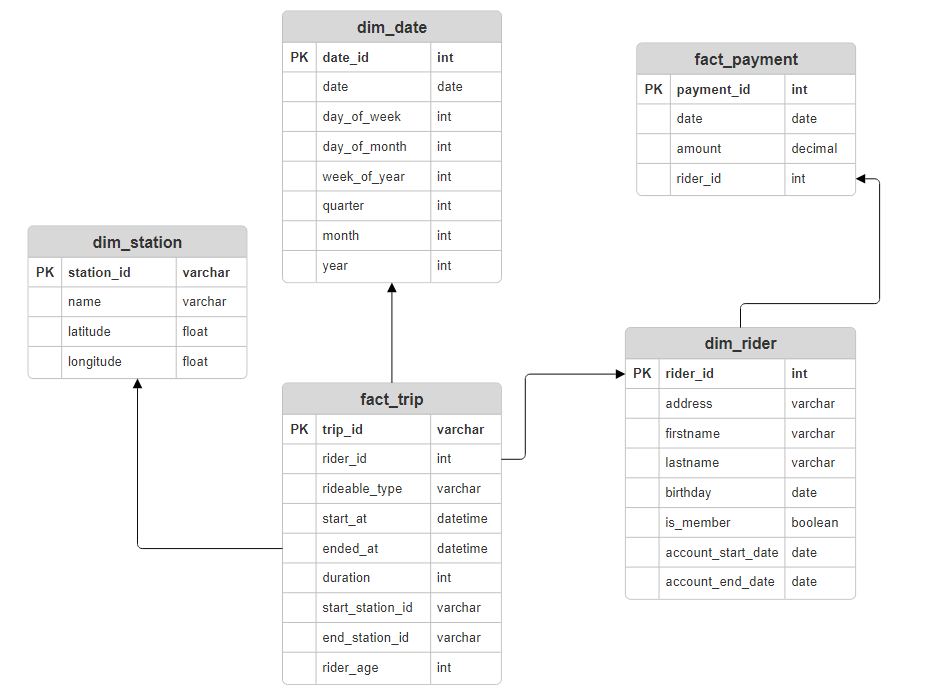 dim_date
PK date_id int
date date
day_of_week int
day_of_month int
week_of_year int
quarter int
month int
year int
fact_payment
PK payment_id int
date date
amount decimal
rider_id int
dim_station
PK station_id varchar
name varchar
latitude float
longitude float
fact_trip
PK trip_id varchar
rider_id int
rideable_type varchar
start_at datetime
ended_at datetime
duration int
start_station_id varchar
end_station_id varchar
rider_age int
dim_rider
PK rider_id int
address varchar
firstname varchar
lastname varchar
birthday date
is_member boolean
account_start_date date
account_end_date date